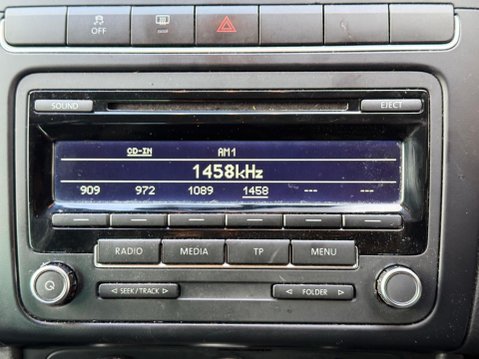 OFF
SOUND
EJECT
CD-IN AM1
1458kHz
909 972 1089 1458 --- ---
RADIO MEDIA TP MENU
◁ SEEK/TRACK ▷ ◁ FOLDER ▷